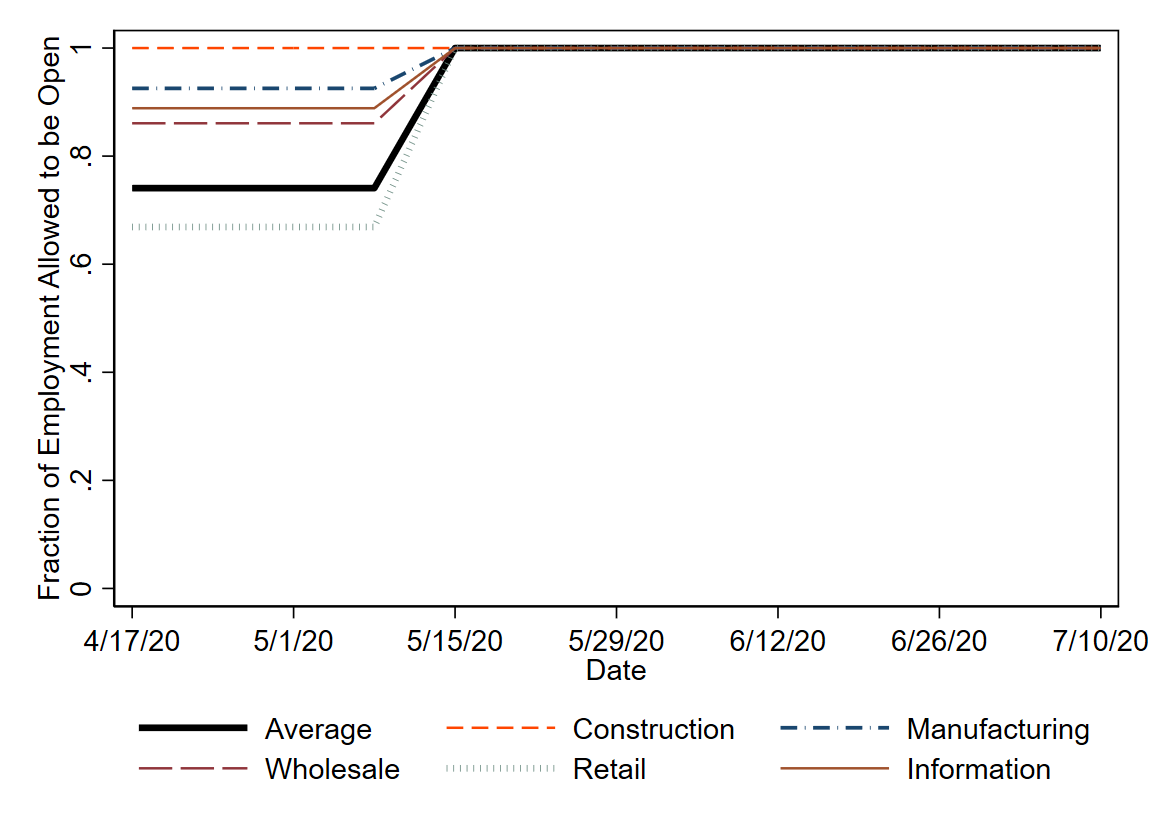 Fraction of Employment Allowed to be Open
1
.8
.6
.4
.2
0
4/17/20 5/1/20 5/15/20 5/29/20 6/12/20 6/26/20 7/10/20
Date
Average Construction Manufacturing
Wholesale Retail Information